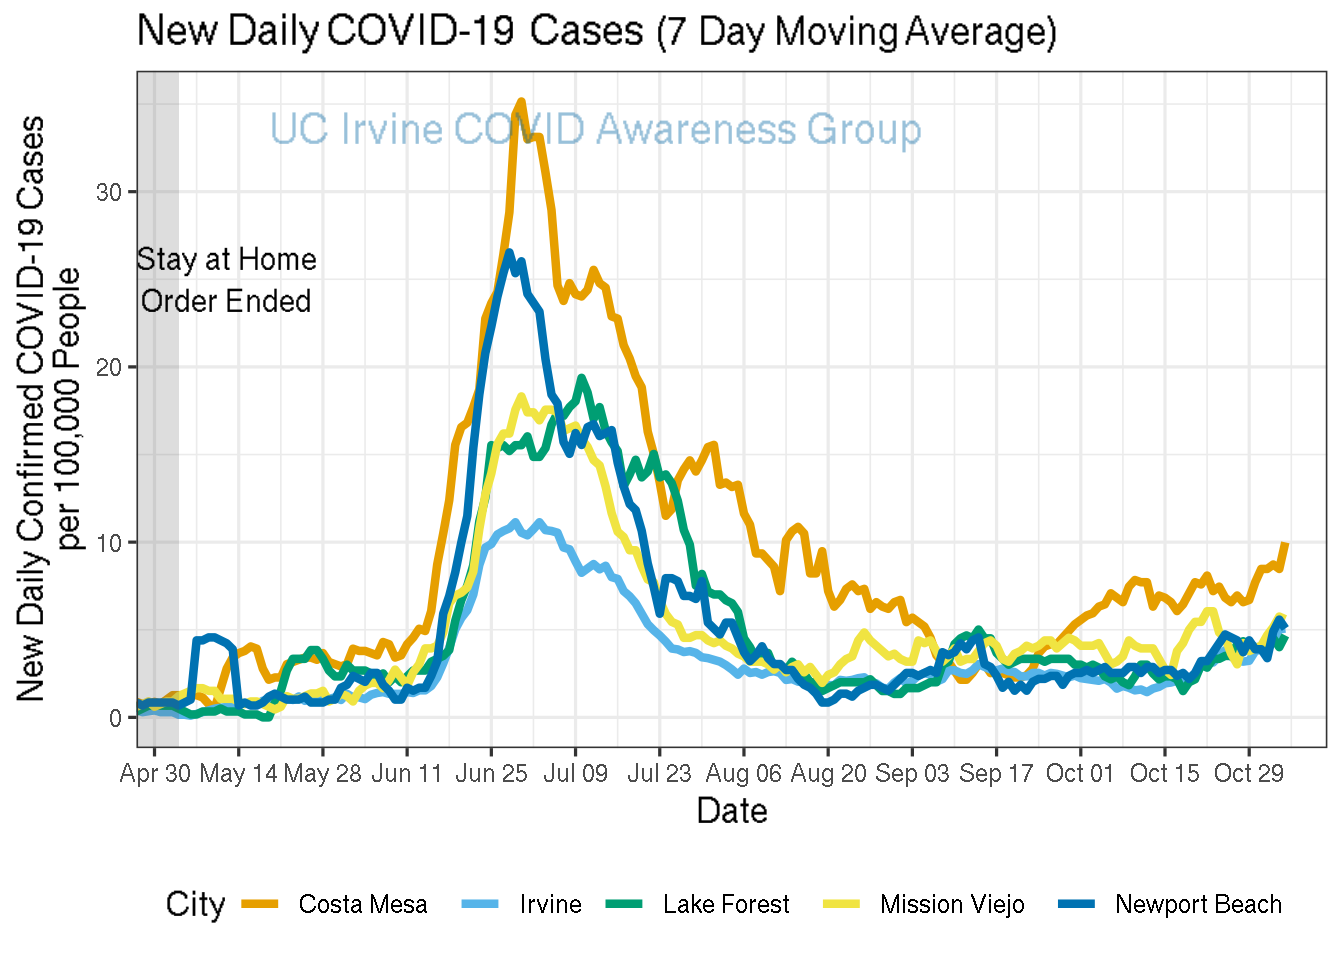 New Daily COVID-19 Cases (7 Day Moving Average)
UC Irvine COVID Awareness Group
New Daily Confirmed COVID-19 Cases
per 100,000 People
30
20
10
0
Stay at Home
Order Ended
Apr 30 May 14 May 28 Jun 11 Jun 25 Jul 09 Jul 23 Aug 06 Aug 20 Sep 03 Sep 17 Oct 01 Oct 15 Oct 29
Date
City Costa Mesa Irvine Lake Forest Mission Viejo Newport Beach